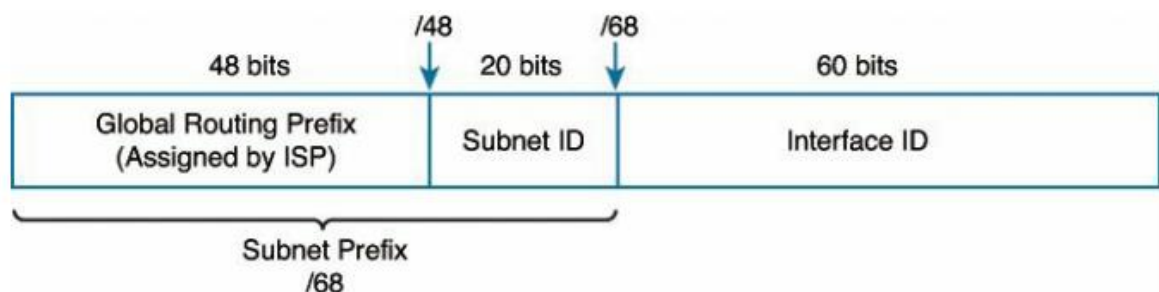 /48
/68
48 bits
20 bits
60 bits
Global Routing Prefix
(Assigned by ISP)
Subnet ID
Interface ID
Subnet Prefix
/68